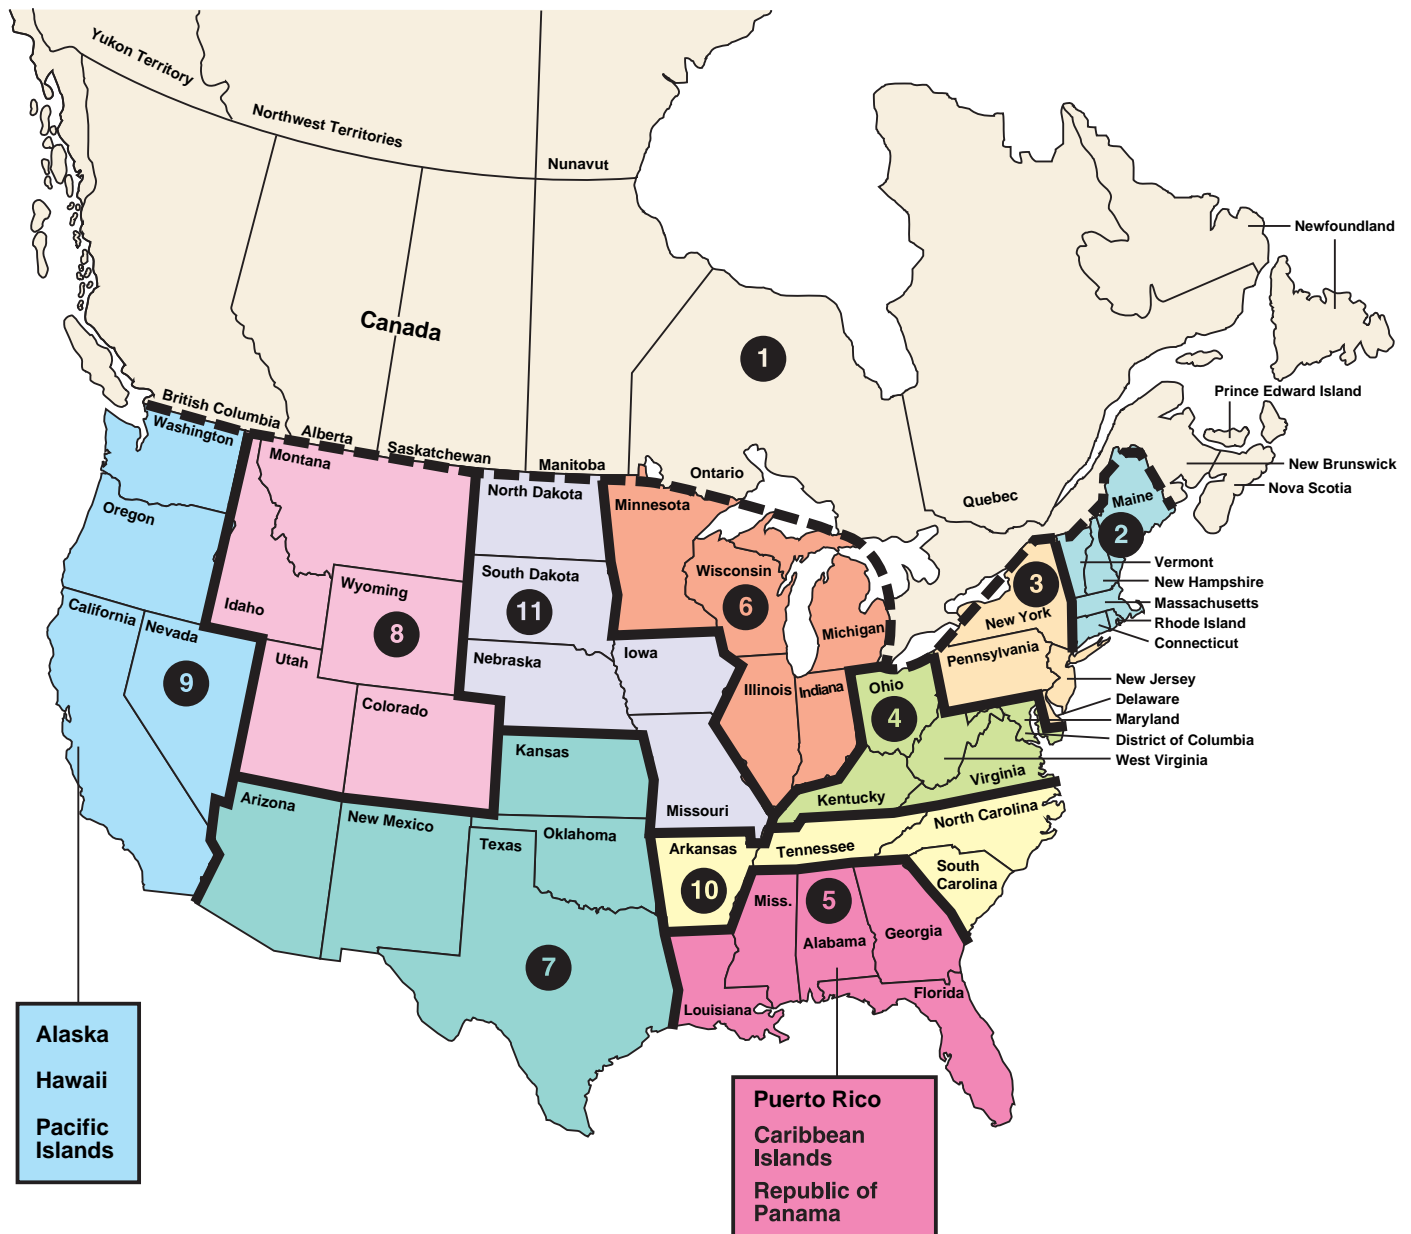 Yukon Territory
Northwest Territories
Nunavut
Newfoundland
Canada
1
Prince Edward Island
British Columbia
Washington
Alberta
Saskatchewan
Manitoba
Ontario
Quebec
New Brunswick
Nova Scotia
Montana
North Dakota
Minnesota
Maine
2
Oregon
Vermont
New Hampshire
Massachusetts
Rhode Island
Connecticut
South Dakota
Wisconsin
Wyoming
3
New York
Idaho
11
6
Michigan
California
Nevada
8
Utah
Nebraska
Iowa
Pennsylvania
9
Illinois
Indiana
Ohio
New Jersey
Delaware
Maryland
District of Columbia
West Virginia
Colorado
4
Kansas
Virginia
Arizona
New Mexico
Missouri
Kentucky
North Carolina
Texas
Oklahoma
Arkansas
Tennessee
South
Carolina
10
Miss.
5
Alabama
Georgia
7
Louisiana
Florida
Alaska
Hawaii
Pacific
Islands
Puerto Rico
Caribbean
Islands
Republic of
Panama